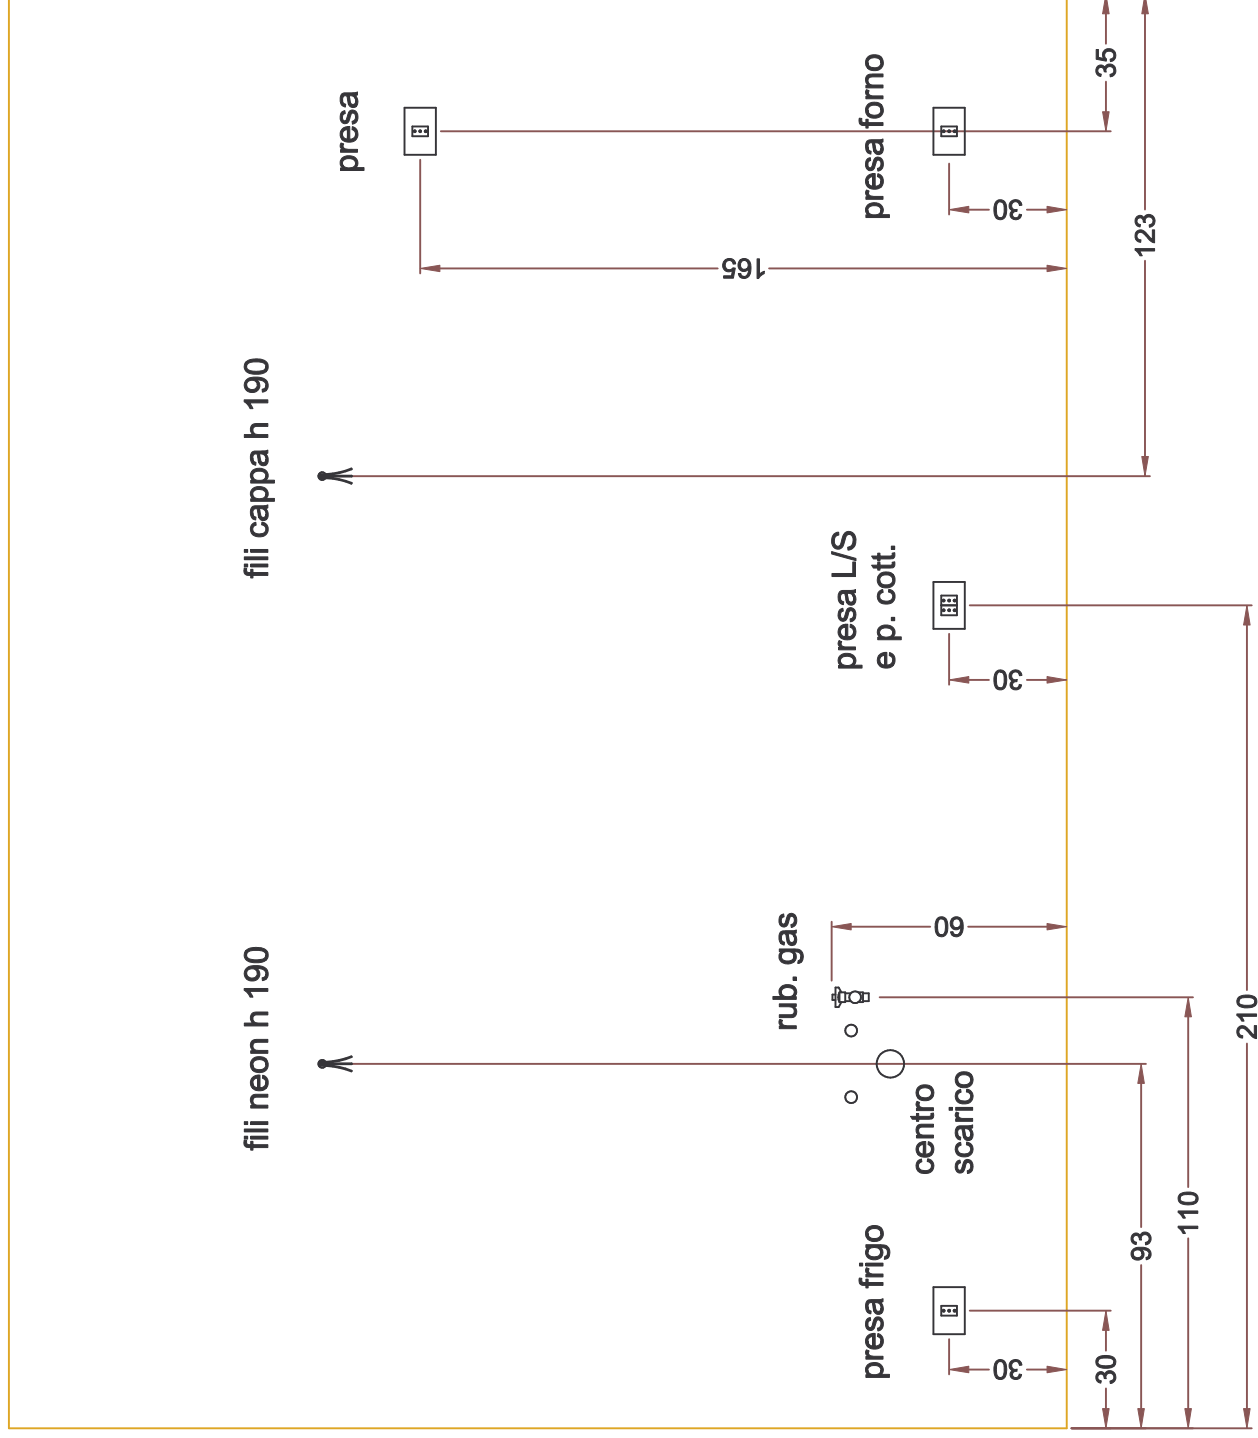 fili neon h 190
fili cappa h 190
presa
165
rub. gas
60
centro
scarico
presa L/S
e p. cott.
30
presa frigo
30
presa forno
30
30
93
110
210
123
35